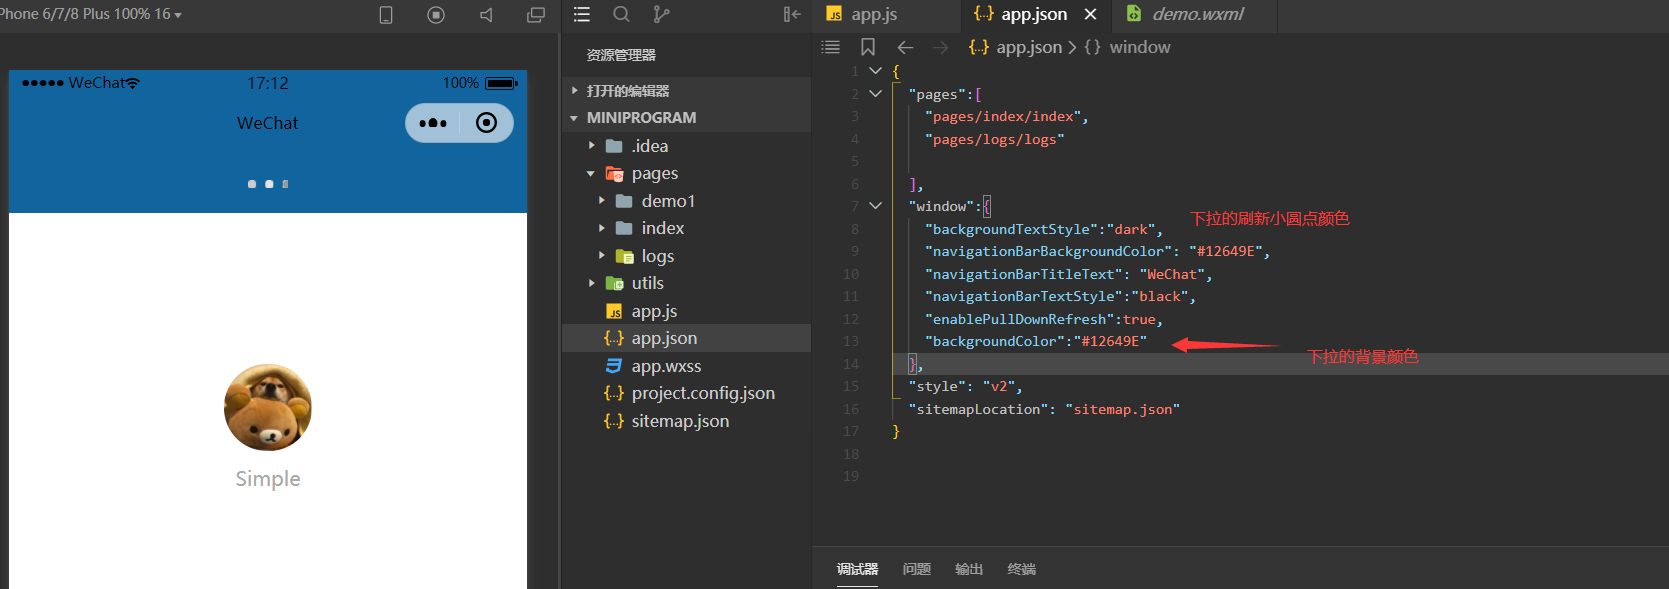 Phone 6/7/8 Plus 100% 16
WeChat
17:12
100%
WeChat
Simple
资源管理器
打开的编辑器
MINIPROGRAM
.idea
pages
demo1
index
logs
utils
app.js
app.json
app.wxss
project.config.json
sitemap.json
app.js
app.json
demo.wxml
app.json
window
1 {
2 "pages":[
3 "pages/index/index",
4 "pages/logs/logs"
5
6 ],
7 "window":{
8 "backgroundTextStyle":"dark",
下拉的刷新小圆点颜色
9 "navigationBarBackgroundColor": "#12649E",
10 "navigationBarTitleText": "WeChat",
11 "navigationBarTextStyle":"black",
12 "enablePullDownRefresh":true,
13 "backgroundColor":"#12649E"
下拉的背景颜色
14 },
15 "style": "v2",
16 "sitemapLocation": "sitemap.json"
17 }
18
19
调试器 问题 输出 终端